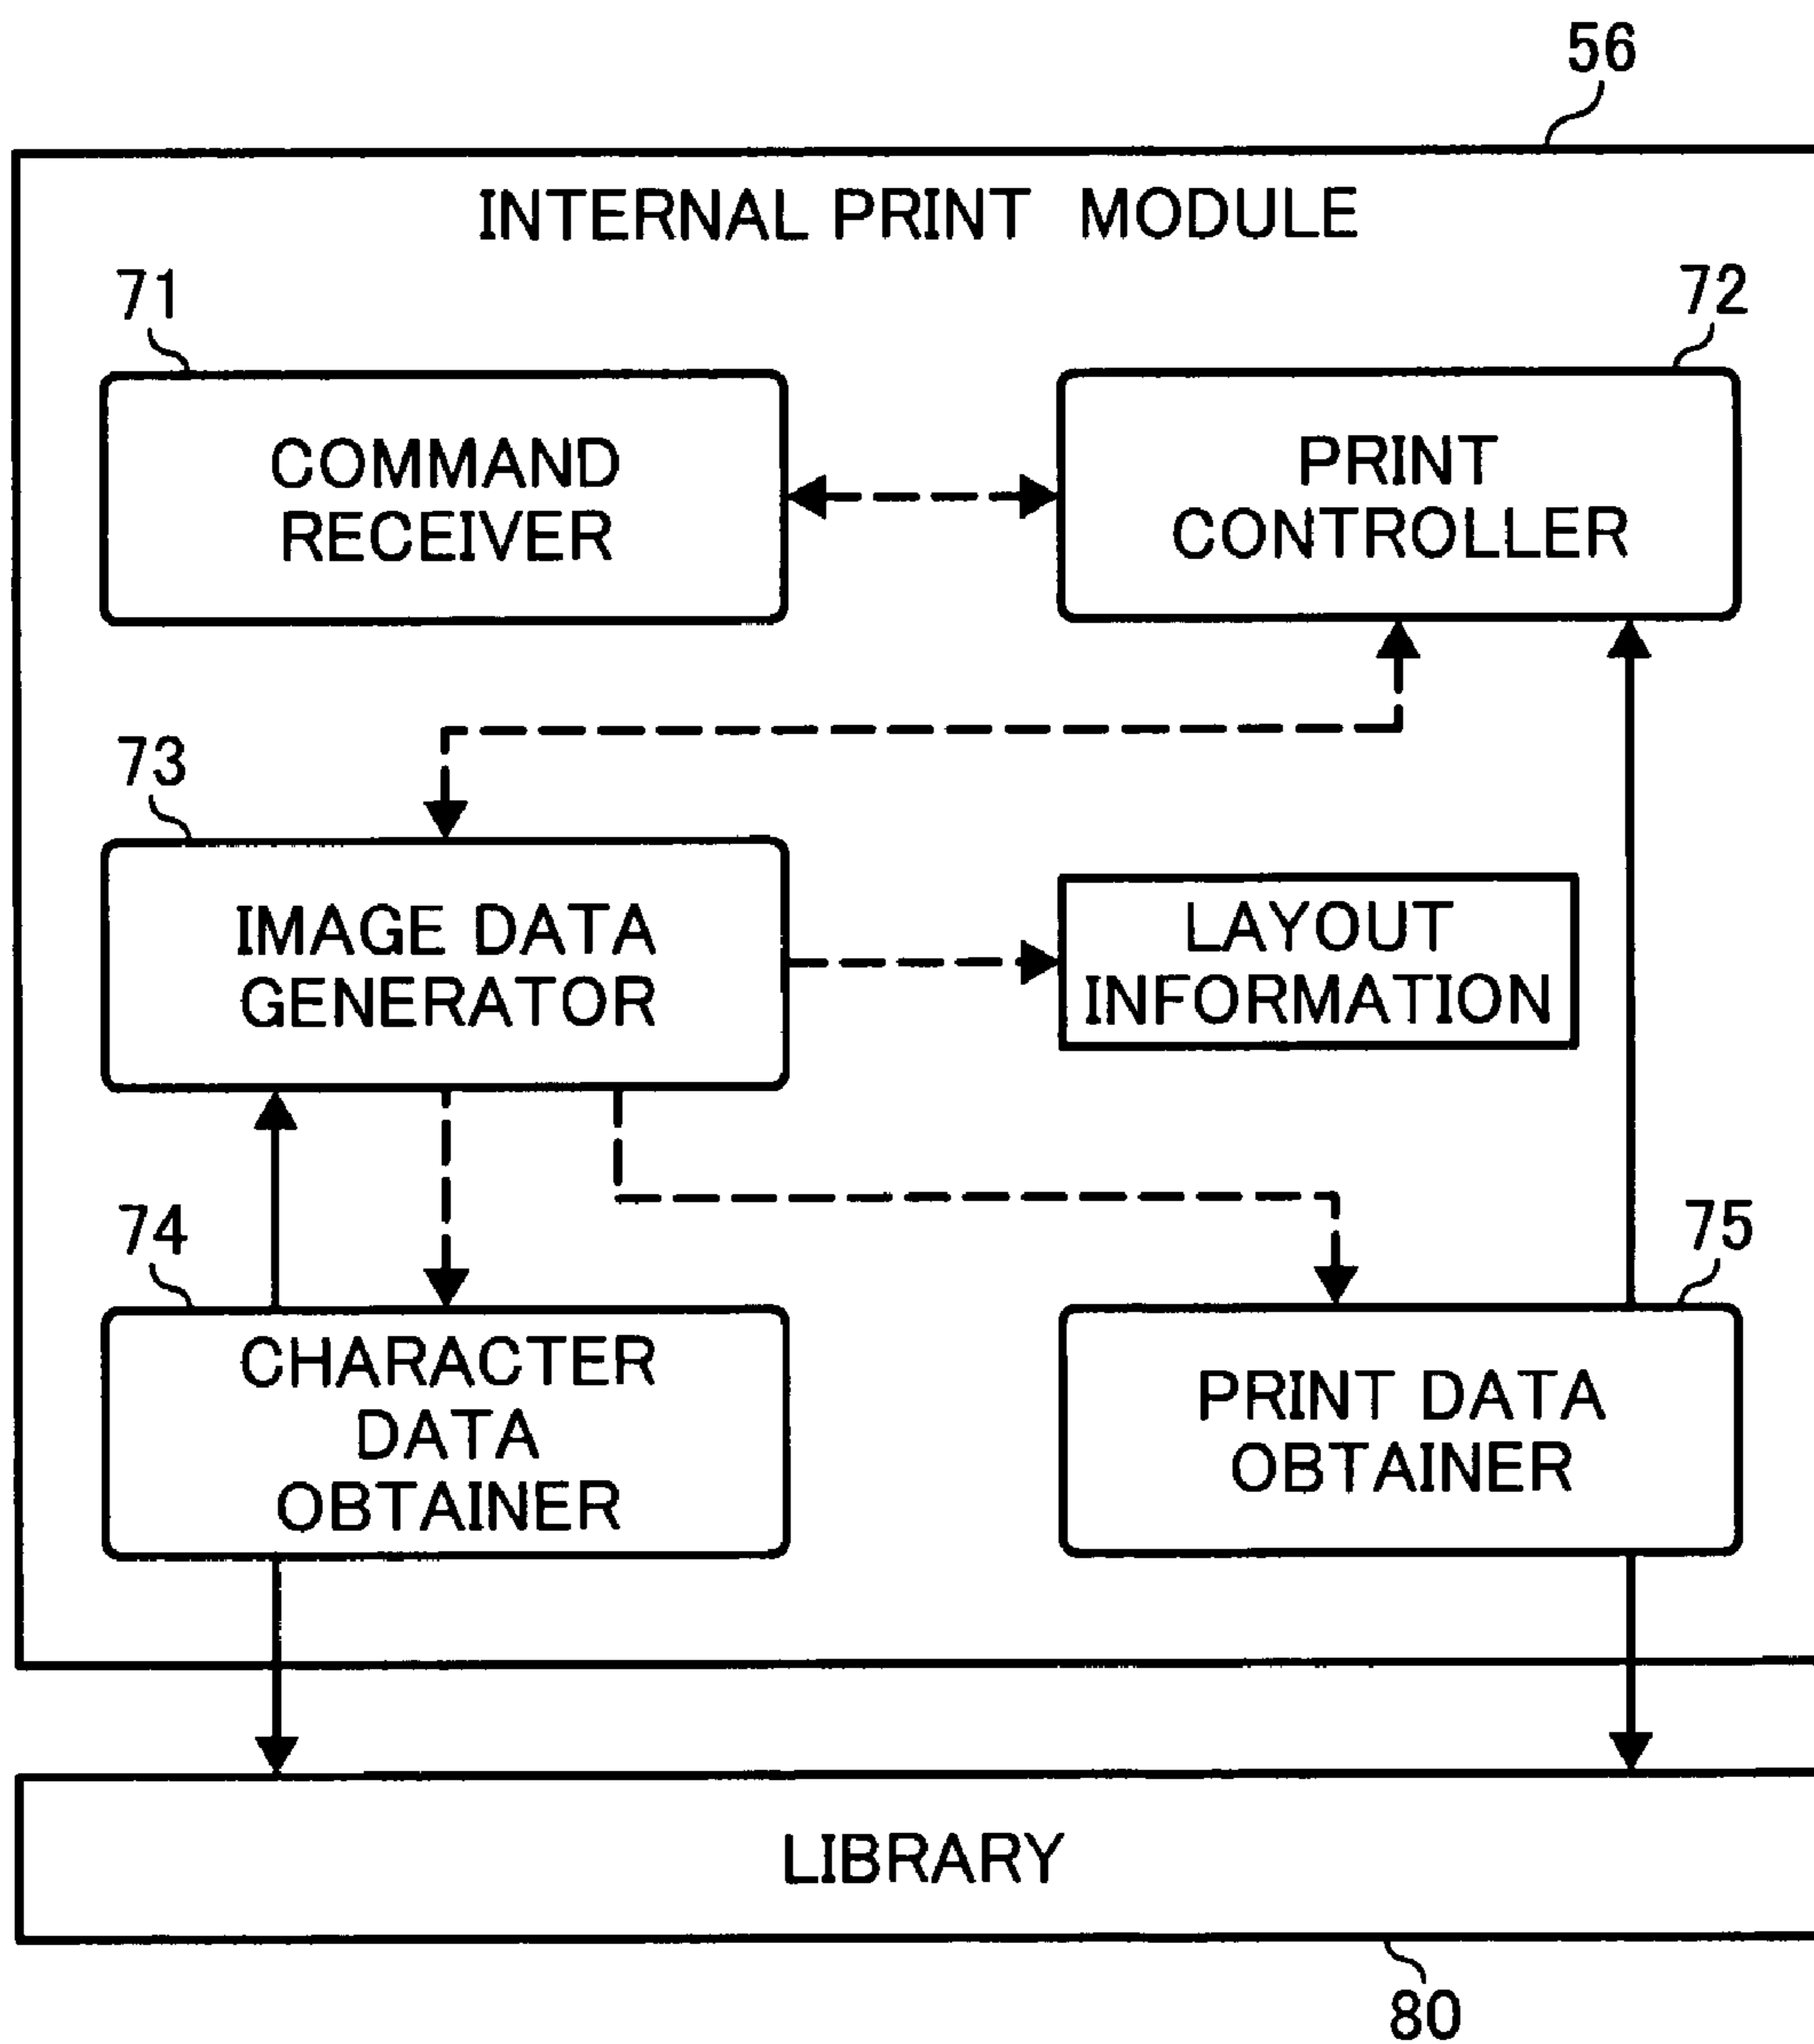 56
INTERNAL PRINT MODULE
71
72
COMMAND
RECEIVER
PRINT
CONTROLLER
73
IMAGE DATA
GENERATOR
LAYOUT
INFORMATION
74
75
CHARACTER
DATA
OBTAINER
PRINT DATA
OBTAINER
LIBRARY
80